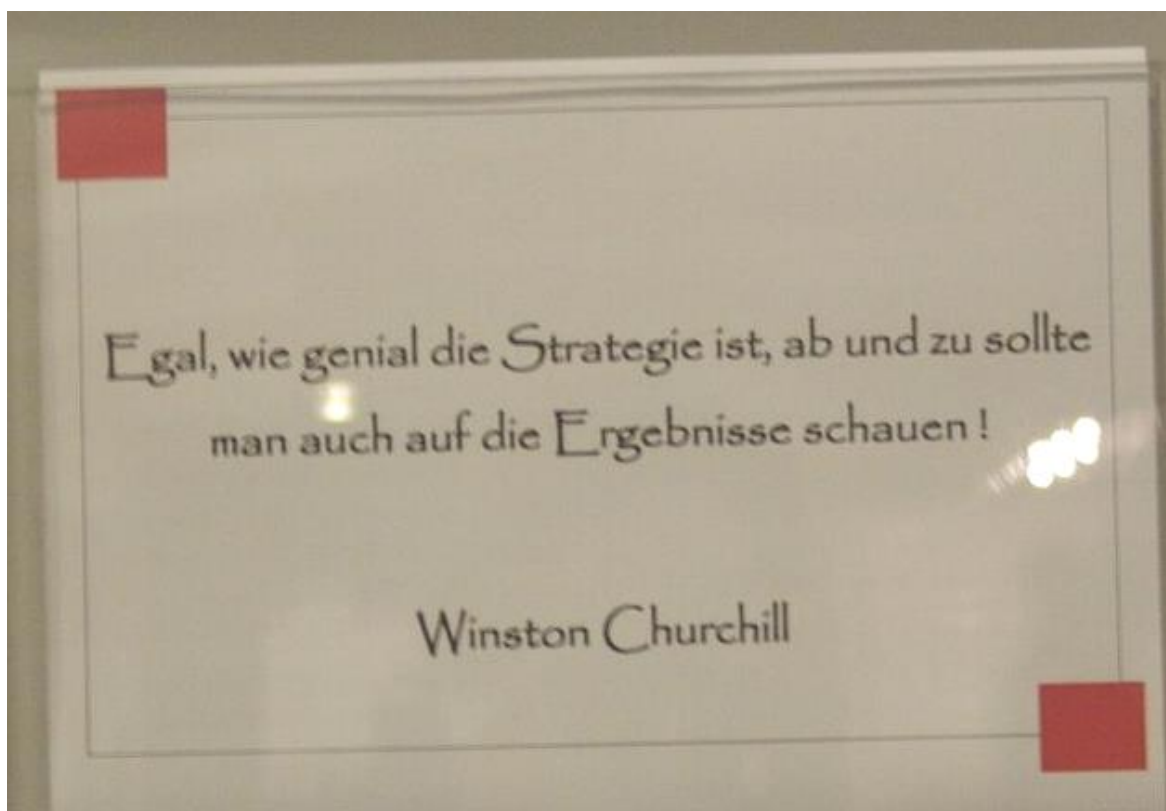 Egal, wie genial die Strategie ist, ab und zu sollte
man auch auf die Ergebnisse schauen !
Winston Churchill